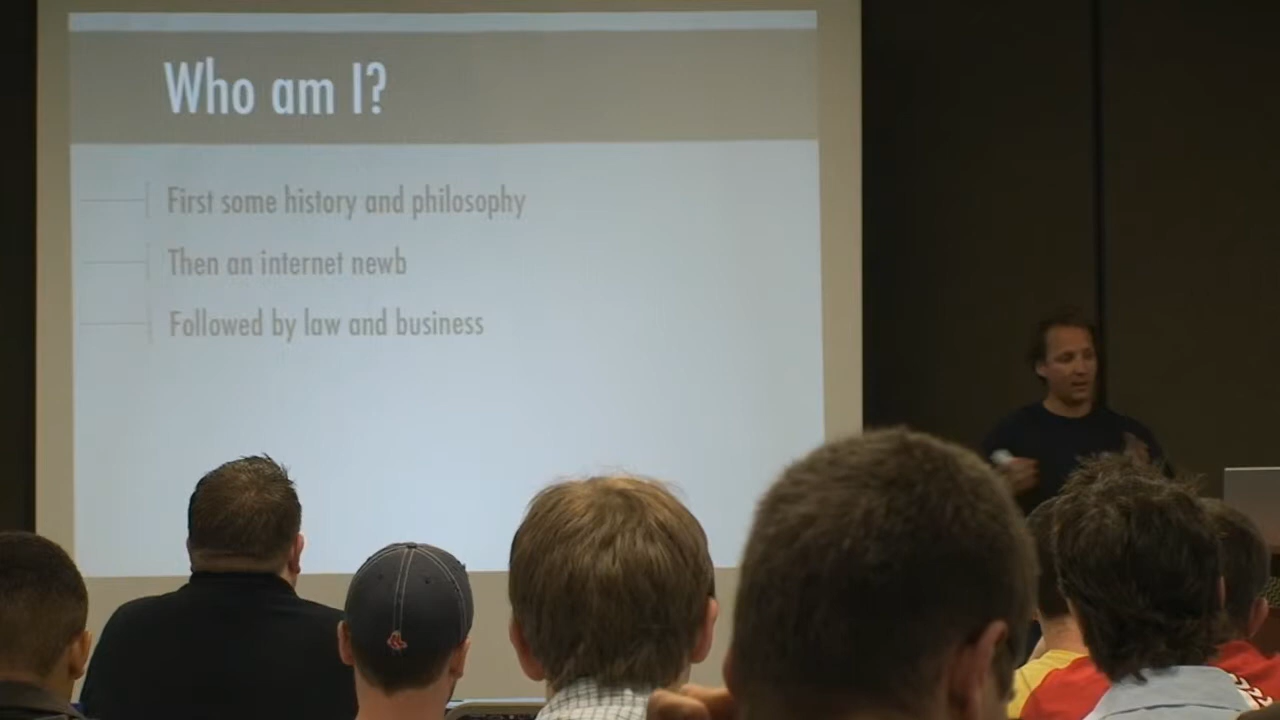 Who am I?
First some history and philosophy
Then an internet newb
Followed by law and business